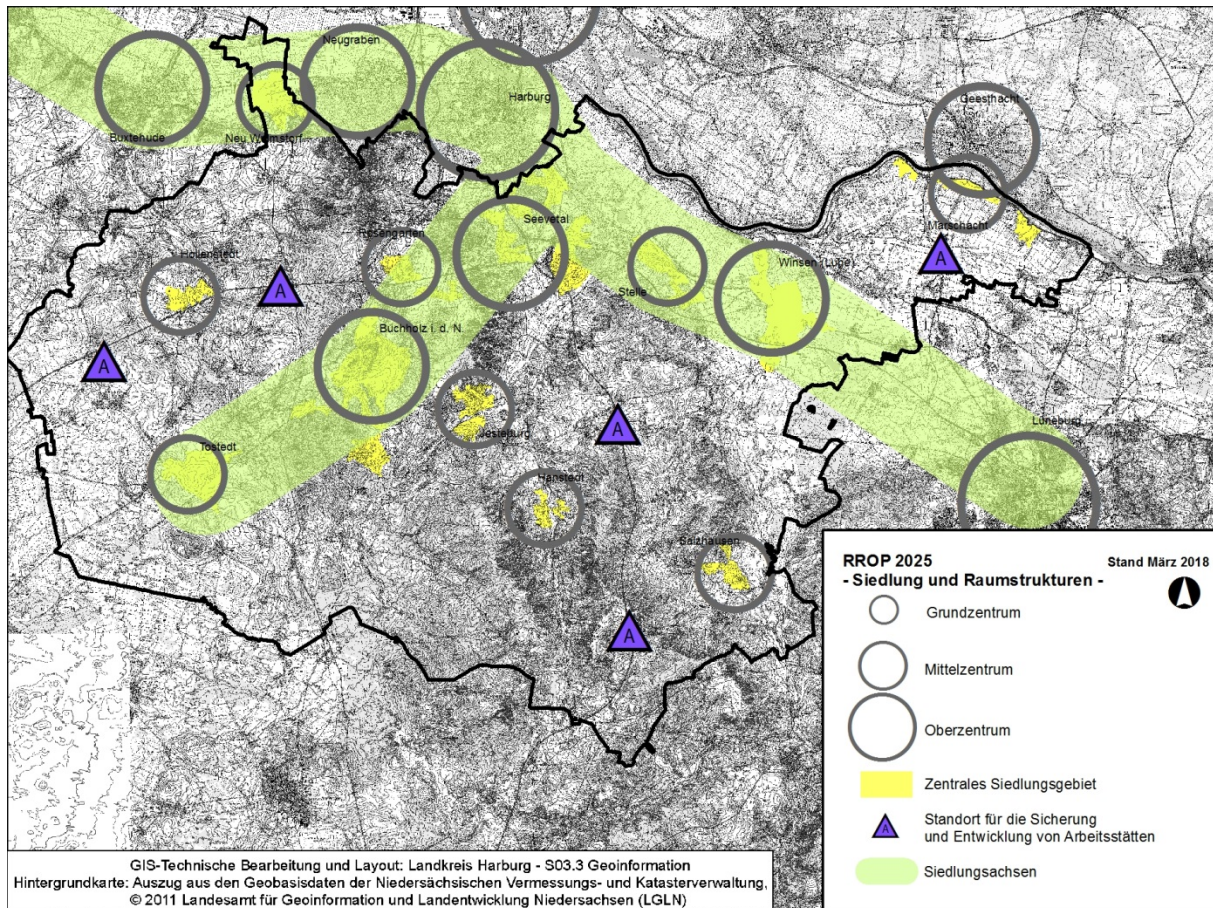 Neugraben
Harburg
Geesthacht
Buxtehude
Neu Wulmstorf
Marschacht
Seevetal
Rosengarten
Hollenstedt
Winsen (Luhe)
A
A
Stelle
Buchholz i. d. N.
A
Jesteburg
A
Lüneburg
Tostedt
Hanstedt
Salzhausen
A
RROP 2025
Stand März 2018
- Siedlung und Raumstrukturen -
Grundzentrum
Mittelzentrum
Oberzentrum
Zentrales Siedlungsgebiet
A
Standort für die Sicherung
und Entwicklung von Arbeitsstätten
Siedlungsachsen
GIS-Technische Bearbeitung und Layout: Landkreis Harburg - S03.3 Geoinformation
Hintergrundkarte: Auszug aus den Geobasisdaten der Niedersächsischen Vermessungs- und Katasterverwaltung,
© 2011 Landesamt für Geoinformation und Landentwicklung Niedersachsen (LGLN)